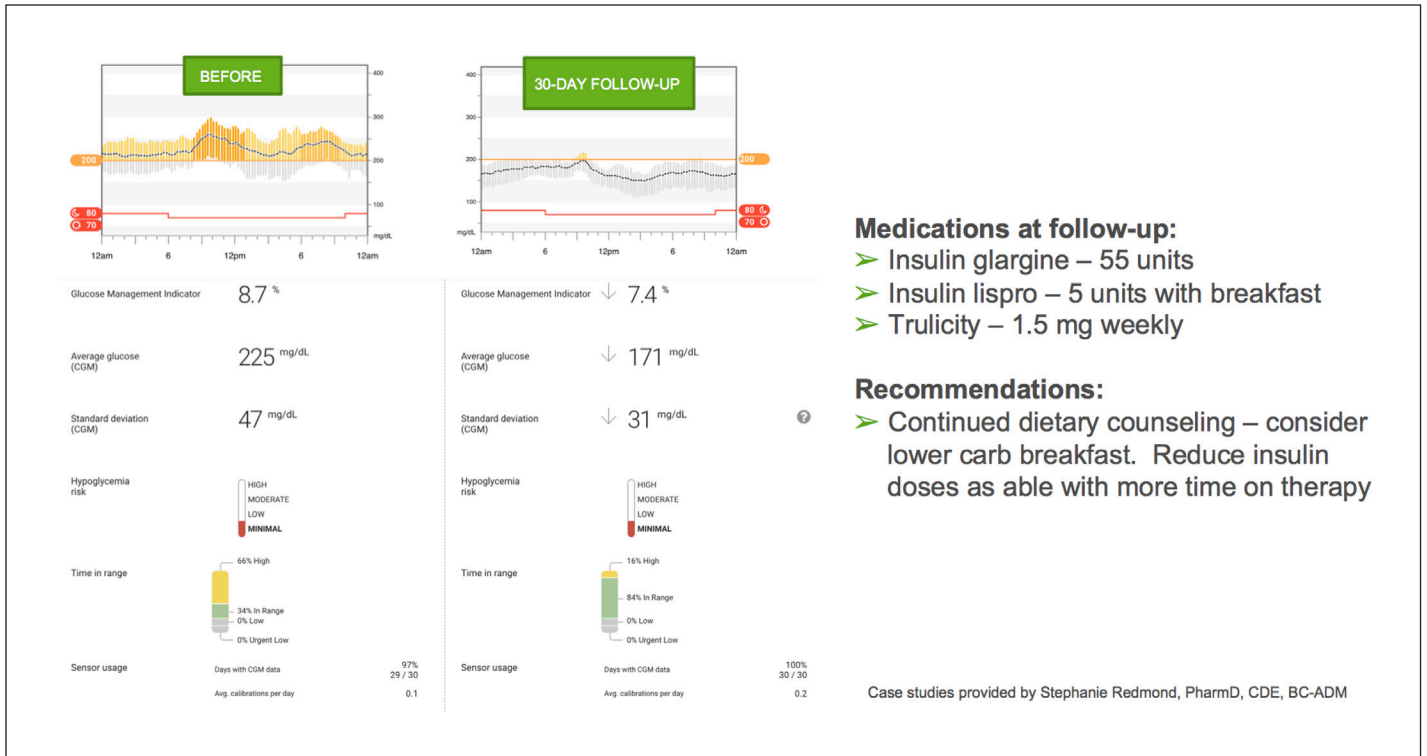 BEFORE
400
300
200
200
100
80
70
mg/dL
12am 6 12pm 6 12am
30-DAY FOLLOW-UP
400
300
200
200
100
80
70
mg/dL
12am 6 12pm 6 12am
Glucose Management Indicator 8.7 %
Average glucose
(CGM)
225 mg/dL
Standard deviation
(CGM)
47 mg/dL
Hypoglycemia
risk
HIGH
MODERATE
LOW
MINIMAL
Time in range
66% High
34% In Range
0% Low
0% Urgent Low
Sensor usage
Days with CGM data
97%
29 / 30
Avg. calibrations per day 0.1
Glucose Management Indicator ↓ 7.4 %
Average glucose
(CGM)
↓ 171 mg/dL
Standard deviation
(CGM)
↓ 31 mg/dL
?
Hypoglycemia
risk
HIGH
MODERATE
LOW
MINIMAL
Time in range
16% High
84% In Range
0% Low
0% Urgent Low
Sensor usage
Days with CGM data
100%
30 / 30
Avg. calibrations per day 0.2
Medications at follow-up:
➢ Insulin glargine – 55 units
➢ Insulin lispro – 5 units with breakfast
➢ Trulicity – 1.5 mg weekly
Recommendations:
➢ Continued dietary counseling – consider
lower carb breakfast. Reduce insulin
doses as able with more time on therapy
Case studies provided by Stephanie Redmond, PharmD, CDE, BC-ADM